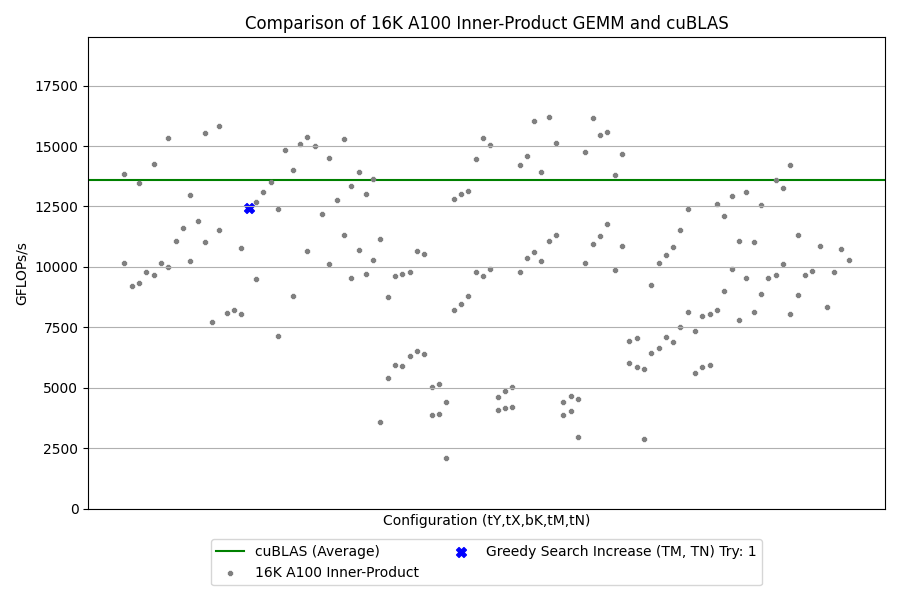 Comparison of 16K A100 Inner-Product GEMM and cuBLAS
17500
15000
12500
10000
7500
5000
2500
0
GFLOPs/s
Configuration (tY,tX,bK,tM,tN)
cuBLAS (Average)
16K A100 Inner-Product
Greedy Search Increase (TM, TN) Try: 1